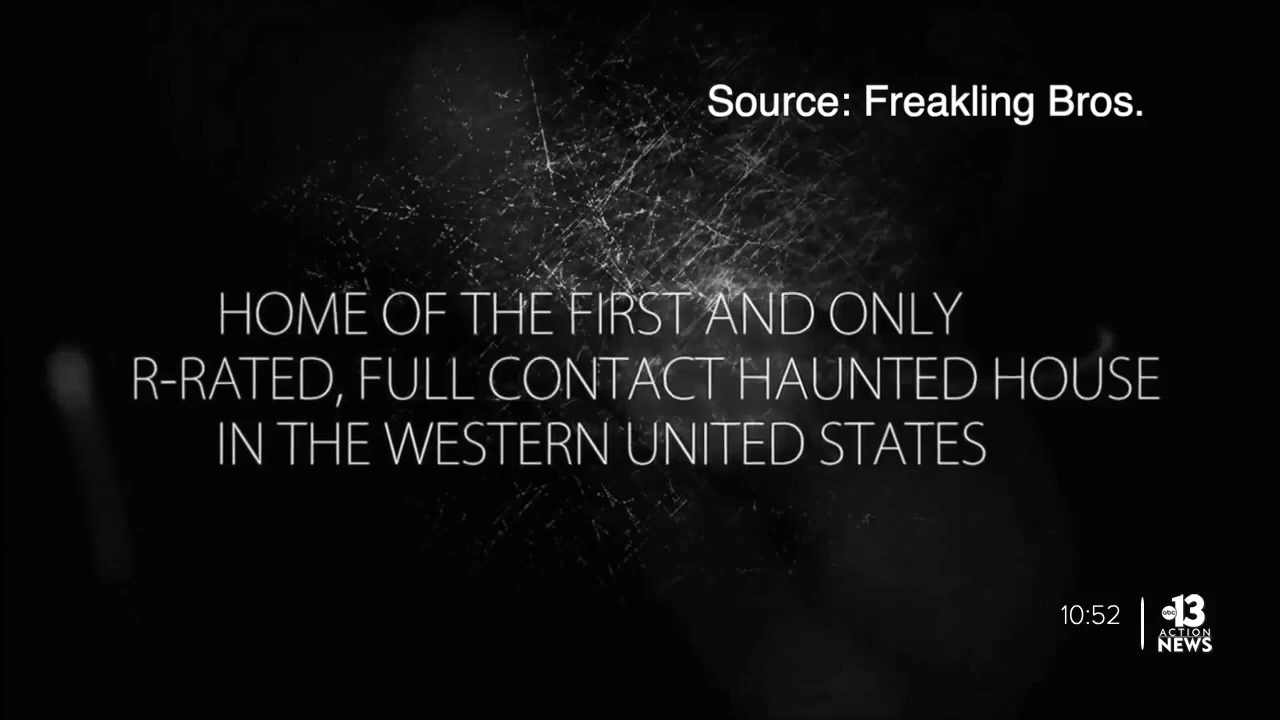 Source: Freakling Bros.
HOME OF THE FIRST AND ONLY
R-RATED, FULL CONTACT HAUNTED HOUSE
IN THE WESTERN UNITED STATES
10:52
abc 13
ACTION
NEWS